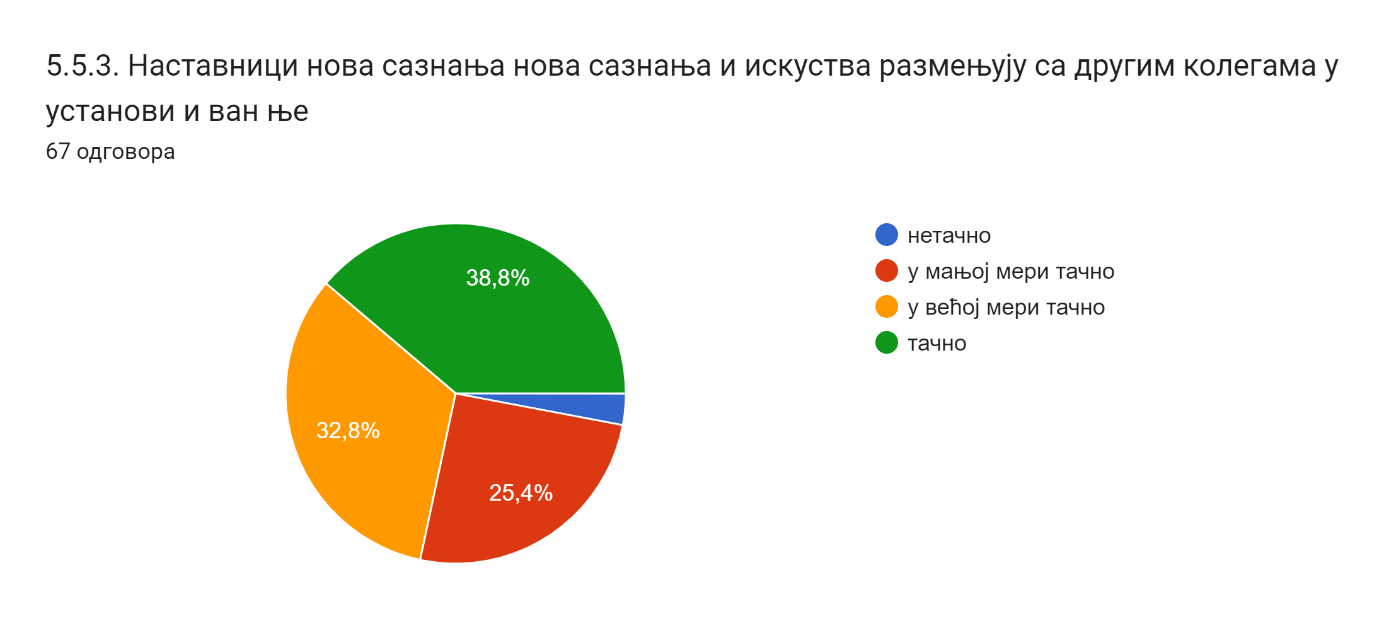 5.5.3. Наставници нова сазнања нова сазнања и искуства размењују са другим колегама у
установи и ван ње
67 одговора
нетачно
у мањој мери тачно
у већој мери тачно
тачно
38,8%
32,8%
25,4%